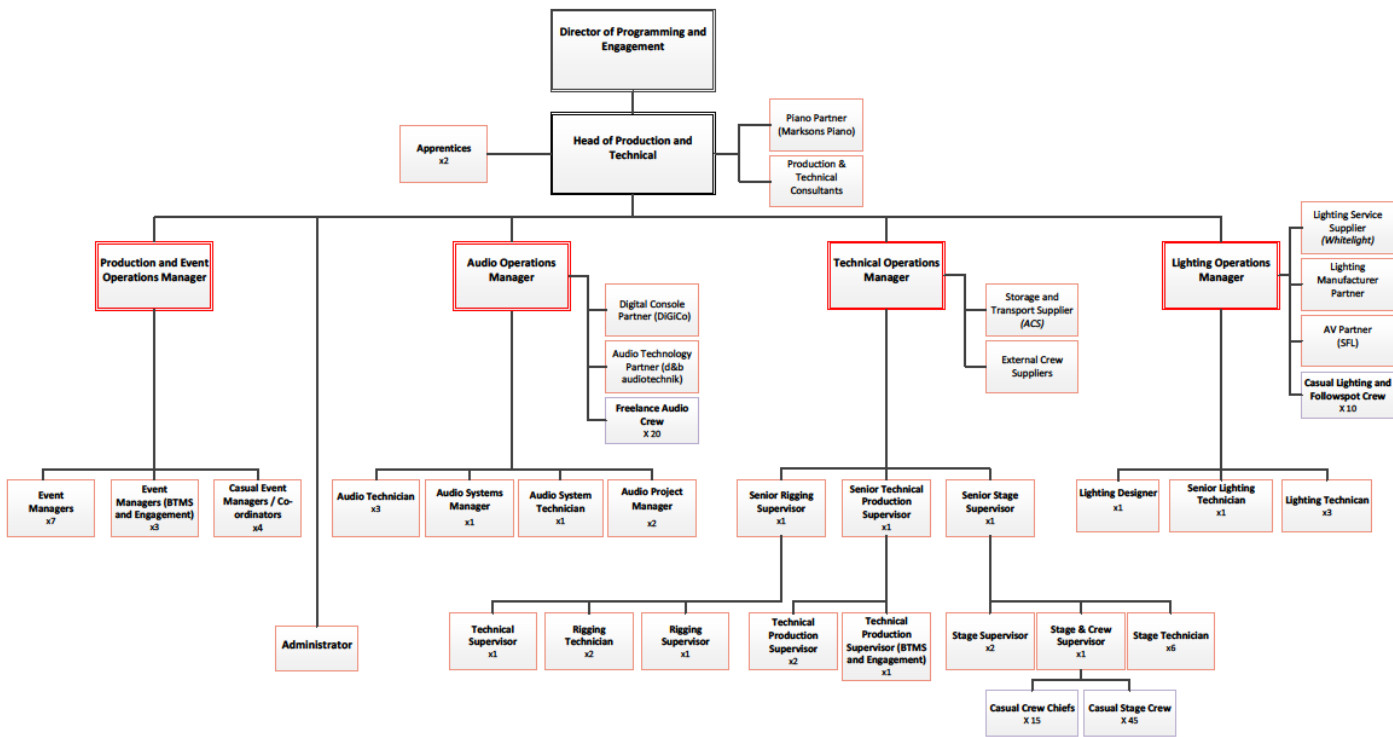 Director of Programming and
Engagement
Head of Production and
Technical
Apprentices
x2
Piano Partner
(Marksons Piano)
Production &
Technical
Consultants
Production and Event
Operations Manager
Audio Operations
Manager
Technical Operations
Manager
Lighting Operations
Manager
Digital Console
Partner (DiGiCo)
Audio Technology
Partner (d&b
audiotechnik)
Freelance Audio
Crew
X 20
Storage and
Transport Supplier
(ACS)
External Crew
Suppliers
Lighting Service
Supplier
(Whitelight)
Lighting
Manufacturer
Partner
AV Partner
(SFL)
Casual Lighting and
Followspot Crew
X 10
Event
Managers
x7
Event
Managers (BTMS
and Engagement)
x3
Casual Event
Managers / Co-
ordinators
x4
Audio Technician
x3
Audio Systems
Manager
x1
Audio System
Technician
x1
Audio Project
Manager
x2
Senior Rigging
Supervisor
x1
Senior Technical
Production
Supervisor
x1
Senior Stage
Supervisor
x1
Lighting Designer
x1
Senior Lighting
Technician
x1
Lighting Technican
x3
Administrator
Technical
Supervisor
x1
Rigging
Technician
x2
Rigging
Supervisor
x1
Technical
Production
Supervisor
x2
Technical
Production
Supervisor (BTMS
and Engagement)
x1
Stage Supervisor
x2
Stage & Crew
Supervisor
x1
Stage Technician
x6
Casual Crew Chiefs
X 15
Casual Stage Crew
X 45